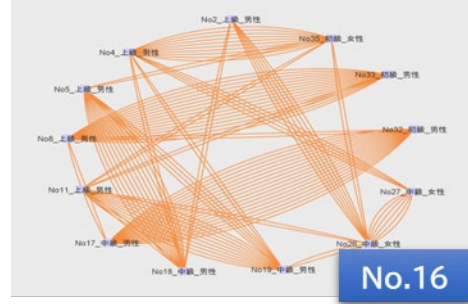 No2_上級_男性
No35_初級_女性
No4_上級_男性
No33_初級_男性
No5_上級_男性
No32_初級_男性
No8_上級_男性
No27_中級_女性
No11_上級_男性
No26_中級_女性
No17_中級_男性
No19_中級_男性
No18_中級_男性
No.16